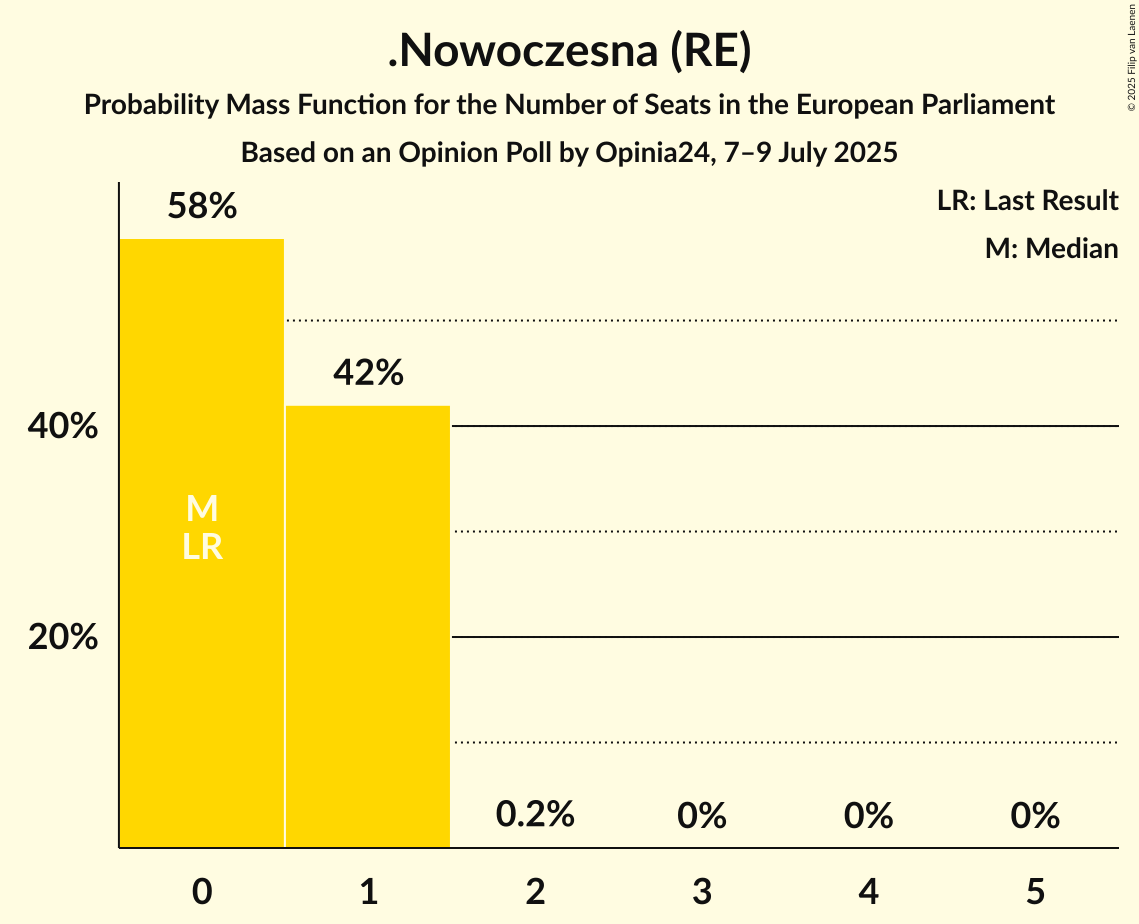 .Nowoczesna (RE)
Probability Mass Function for the Number of Seats in the European Parliament
Based on an Opinion Poll by Opinia24, 7–9 July 2025
© 2025 Filip van Laenen
LR: Last Result
M: Median
58%
42%
40%
M
LR
20%
0.2%
0%
0%
0%
0
1
2
3
4
5